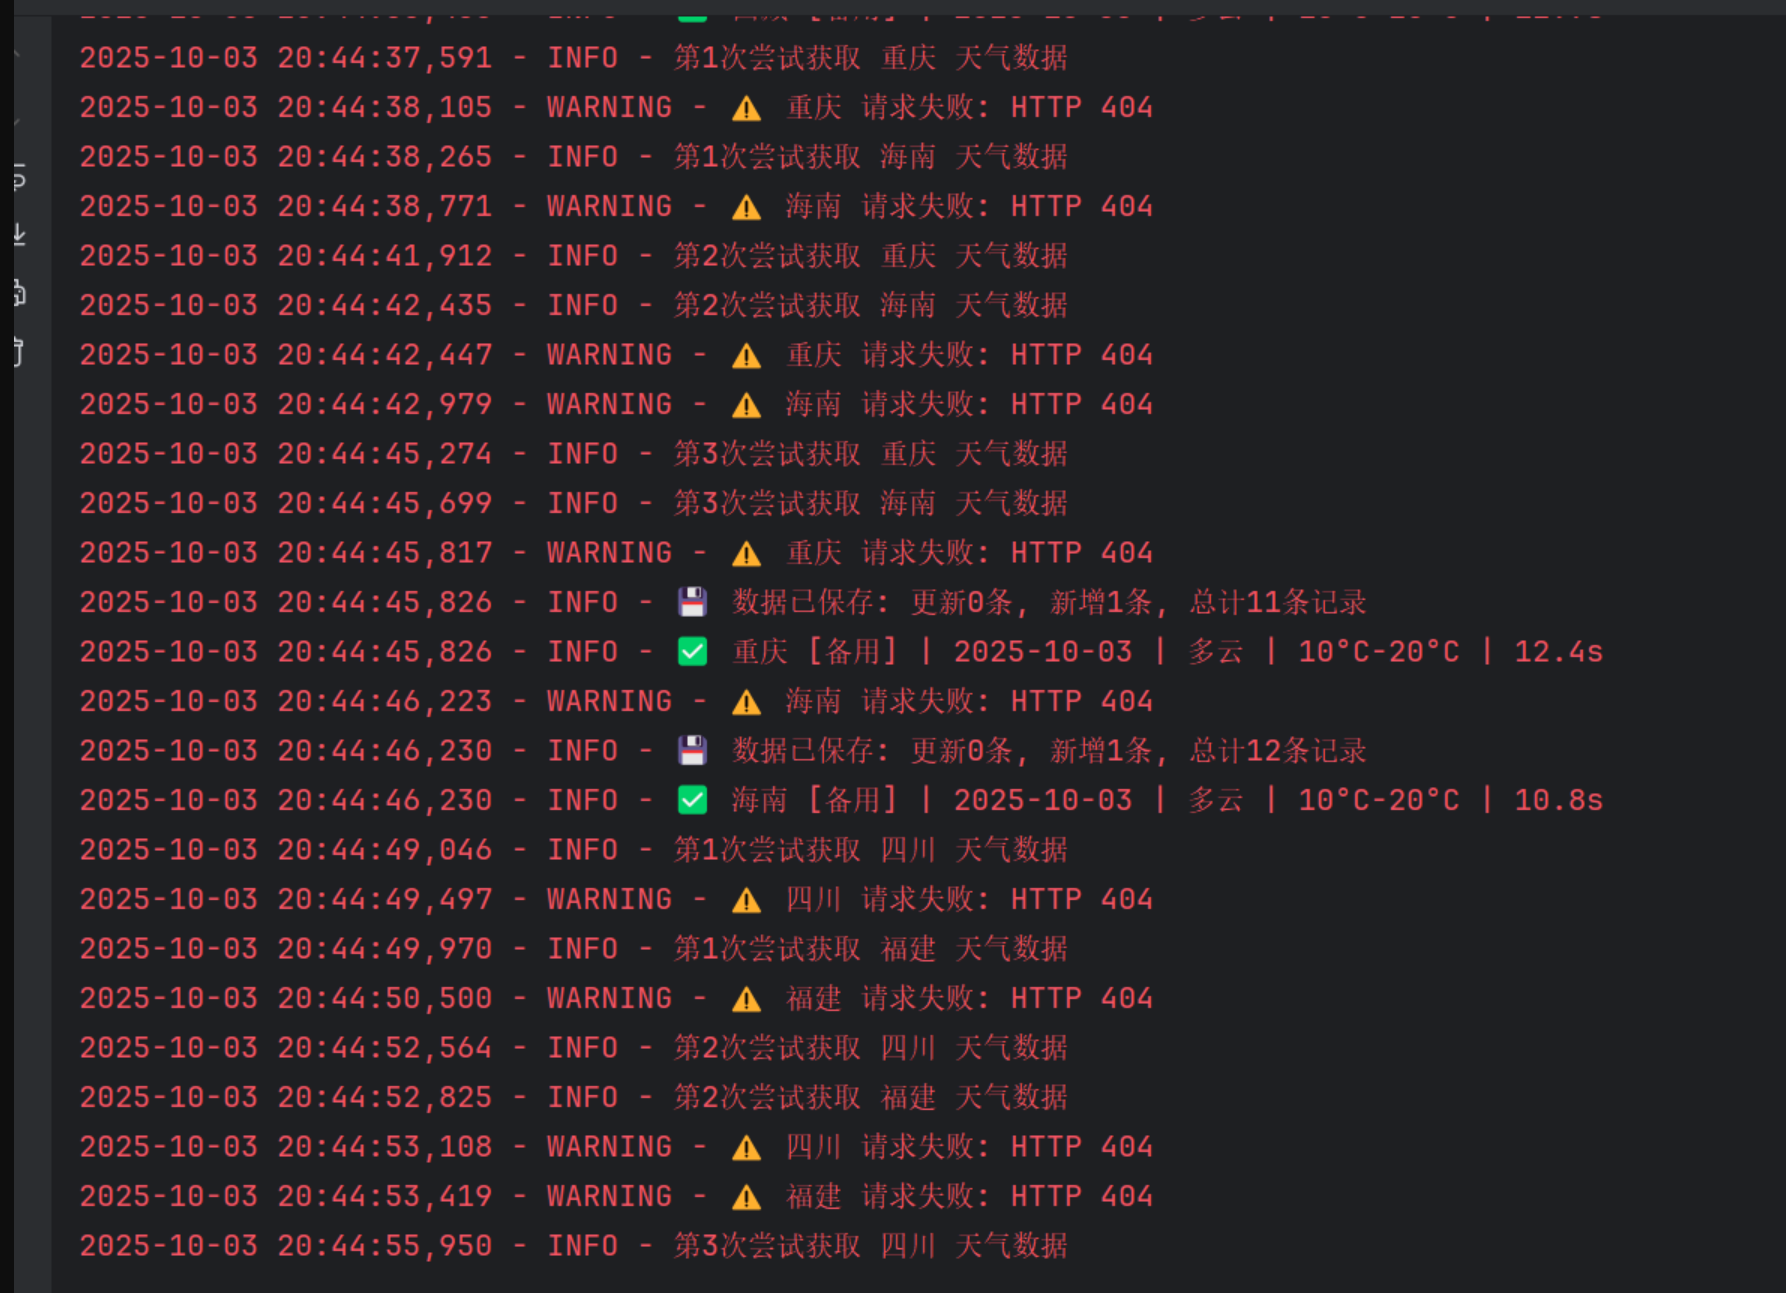 2025-10-03 20:44:37,591 - INFO - 第1次尝试获取 重庆 天气数据
2025-10-03 20:44:38,105 - WARNING - ⚠️ 重庆 请求失败: HTTP 404
2025-10-03 20:44:38,265 - INFO - 第1次尝试获取 海南 天气数据
2025-10-03 20:44:38,771 - WARNING - ⚠️ 海南 请求失败: HTTP 404
2025-10-03 20:44:41,912 - INFO - 第2次尝试获取 重庆 天气数据
2025-10-03 20:44:42,435 - INFO - 第2次尝试获取 海南 天气数据
2025-10-03 20:44:42,447 - WARNING - ⚠️ 重庆 请求失败: HTTP 404
2025-10-03 20:44:42,979 - WARNING - ⚠️ 海南 请求失败: HTTP 404
2025-10-03 20:44:45,274 - INFO - 第3次尝试获取 重庆 天气数据
2025-10-03 20:44:45,699 - INFO - 第3次尝试获取 海南 天气数据
2025-10-03 20:44:45,817 - WARNING - ⚠️ 重庆 请求失败: HTTP 404
2025-10-03 20:44:45,826 - INFO - 💾 数据已保存: 更新0条, 新增1条, 总计11条记录
2025-10-03 20:44:45,826 - INFO - ✅ 重庆 [备用] | 2025-10-03 | 多云 | 10°C-20°C | 12.4s
2025-10-03 20:44:46,223 - WARNING - ⚠️ 海南 请求失败: HTTP 404
2025-10-03 20:44:46,230 - INFO - 💾 数据已保存: 更新0条, 新增1条, 总计12条记录
2025-10-03 20:44:46,230 - INFO - ✅ 海南 [备用] | 2025-10-03 | 多云 | 10°C-20°C | 10.8s
2025-10-03 20:44:49,046 - INFO - 第1次尝试获取 四川 天气数据
2025-10-03 20:44:49,497 - WARNING - ⚠️ 四川 请求失败: HTTP 404
2025-10-03 20:44:49,970 - INFO - 第1次尝试获取 福建 天气数据
2025-10-03 20:44:50,500 - WARNING - ⚠️ 福建 请求失败: HTTP 404
2025-10-03 20:44:52,564 - INFO - 第2次尝试获取 四川 天气数据
2025-10-03 20:44:52,825 - INFO - 第2次尝试获取 福建 天气数据
2025-10-03 20:44:53,108 - WARNING - ⚠️ 四川 请求失败: HTTP 404
2025-10-03 20:44:53,419 - WARNING - ⚠️ 福建 请求失败: HTTP 404
2025-10-03 20:44:55,950 - INFO - 第3次尝试获取 四川 天气数据